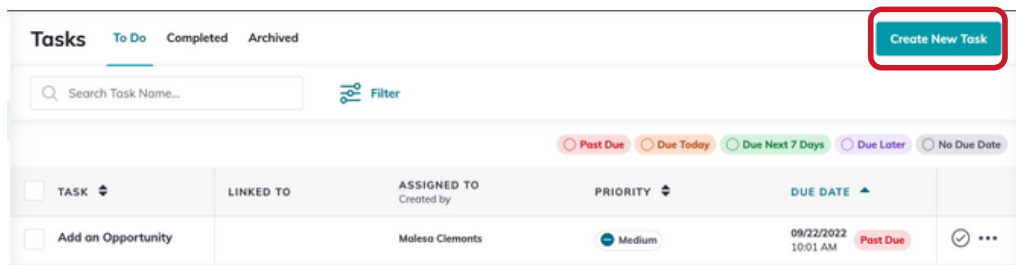 Tasks To Do Completed Archived Create New Task
Search Task Name... Filter
Past Due Due Today Due Next 7 Days Due Later No Due Date
TASK LINKED TO ASSIGNED TO PRIORITY DUE DATE
Created by
Add an Opportunity Malesa Clemonts Medium 09/22/2022 Past Due
10:01 AM